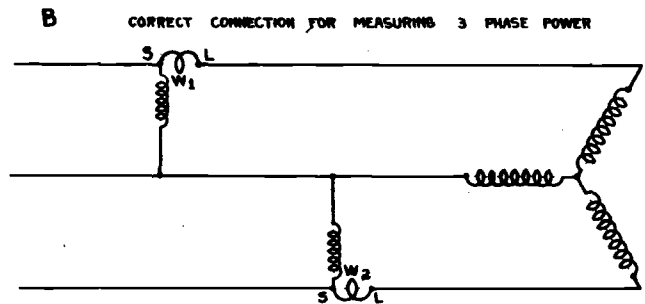 B CORRECT CONNECTION FOR MEASURING 3 PHASE POWER
S L
W1
W2
S L